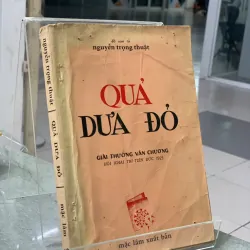 nguyễn trọng thuật
QUẢ
DƯA ĐỎ
GIẢI THƯỞNG VĂN CHƯƠNG
mặc lâm xuất bản
nguyễn trọng thuật
QUẢ DƯA ĐỎ
mặc lâm